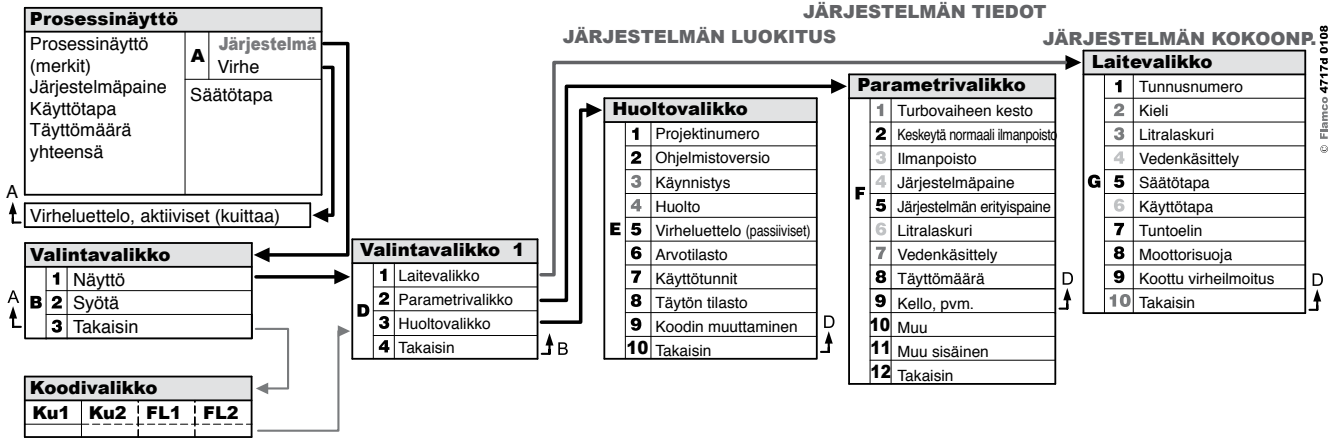 JÄRJESTELMÄN TIEDOT
JÄRJESTELMÄN LUOKITUS
JÄRJESTELMÄN KOKOONP.
© Flamco 4717d 0108
Prosessinäyttö
Prosessinäyttö
(merkit)
Järjestelmäpaine
Käyttötapa
Täyttömäärä
yhteensä
A Järjestelmä
Virhe
Säätötapa
A
Virheluettelo, aktiiviset (kuittaa)
Valintavalikko
A
B
1 Näyttö
2 Syötä
3 Takaisin
Koodivalikko
Ku1 Ku2 FL1 FL2
Valintavalikko 1
D
1 Laitevalikko
2 Parametrivalikko
3 Huoltovalikko
4 Takaisin
B
Huoltovalikko
E
1 Projektinumero
2 Ohjelmistoversio
3 Käynnistys
4 Huolto
5 Virheluettelo (passiiviset)
6 Arvotilasto
7 Käyttötunnit
8 Täytön tilasto
9 Koodin muuttaminen
10 Takaisin
D
Parametrivalikko
F
1 Turbovaiheen kesto
2 Keskeytä normaali ilmanpoisto
3 Ilmanpoisto
4 Järjestelmäpaine
5 Järjestelmän erityispaine
6 Litralaskuri
7 Vedenkäsittely
8 Täyttömäärä
9 Kello, pvm.
10 Muu
11 Muu sisäinen
12 Takaisin
D
Laitevalikko
G
1 Tunnusnumero
2 Kieli
3 Litralaskuri
4 Vedenkäsittely
5 Säätötapa
6 Käyttötapa
7 Tuntoelin
8 Moottorisuoja
9 Koottu virheilmoitus
10 Takaisin
D